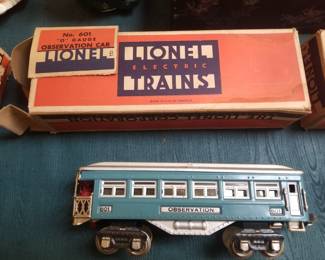 No. 601
"O" GAUGE
OBSERVATION CAR
LIONEL
LIONEL
ELECTRIC
TRAINS
601
OBSERVATION
601